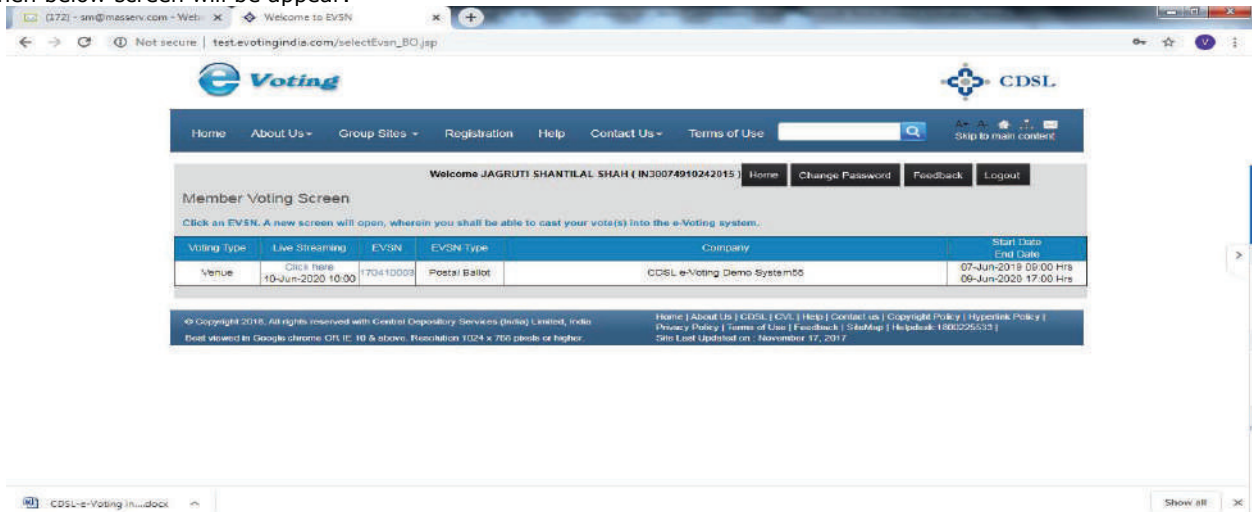 hen below screen will be appear.
(172) - sm@masserv.com - Web
Welcome to EVSN
Not secure | test.evotingindia.com/selectEvsn_BO.jsp
V
e Voting
CDSL
Home About Us Group Sites Registration Help Contact Us Terms of Use
A+ A-
Skip to main content
Welcome JAGRUTI SHANTILAL SHAH ( IN30074910242015 ) Home Change Password Feedback Logout
Member Voting Screen
Click an EVSN. A new screen will open, wherein you shall be able to cast your vote(s) into the e-Voting system.
Voting Type Live Streaming EVSN EVSN Type Company Start Date
End Date
Venue Click here 170410003 Postal Ballot CDSL e-Voting Demo System56 07-Jun-2019 09:00 Hrs
10-Jun-2020 10:00 09-Jun-2020 17:00 Hrs
© Copyright 2018, All rights reserved with Central Depository Services (India) Limited, India
Best viewed in Google chrome OR IE 10 & above. Resolution 1024 x 768 pixels or higher.
Home | About Us | CDSL | CVL | Help | Contact us | Copyright Policy | Hyperlink Policy |
Privacy Policy | Terms of Use | Feedback | SiteMap | Helpdesk: 1800225533 |
Site Last Updated on : November 17, 2017
CDSL-e-Voting in....docx
Show all